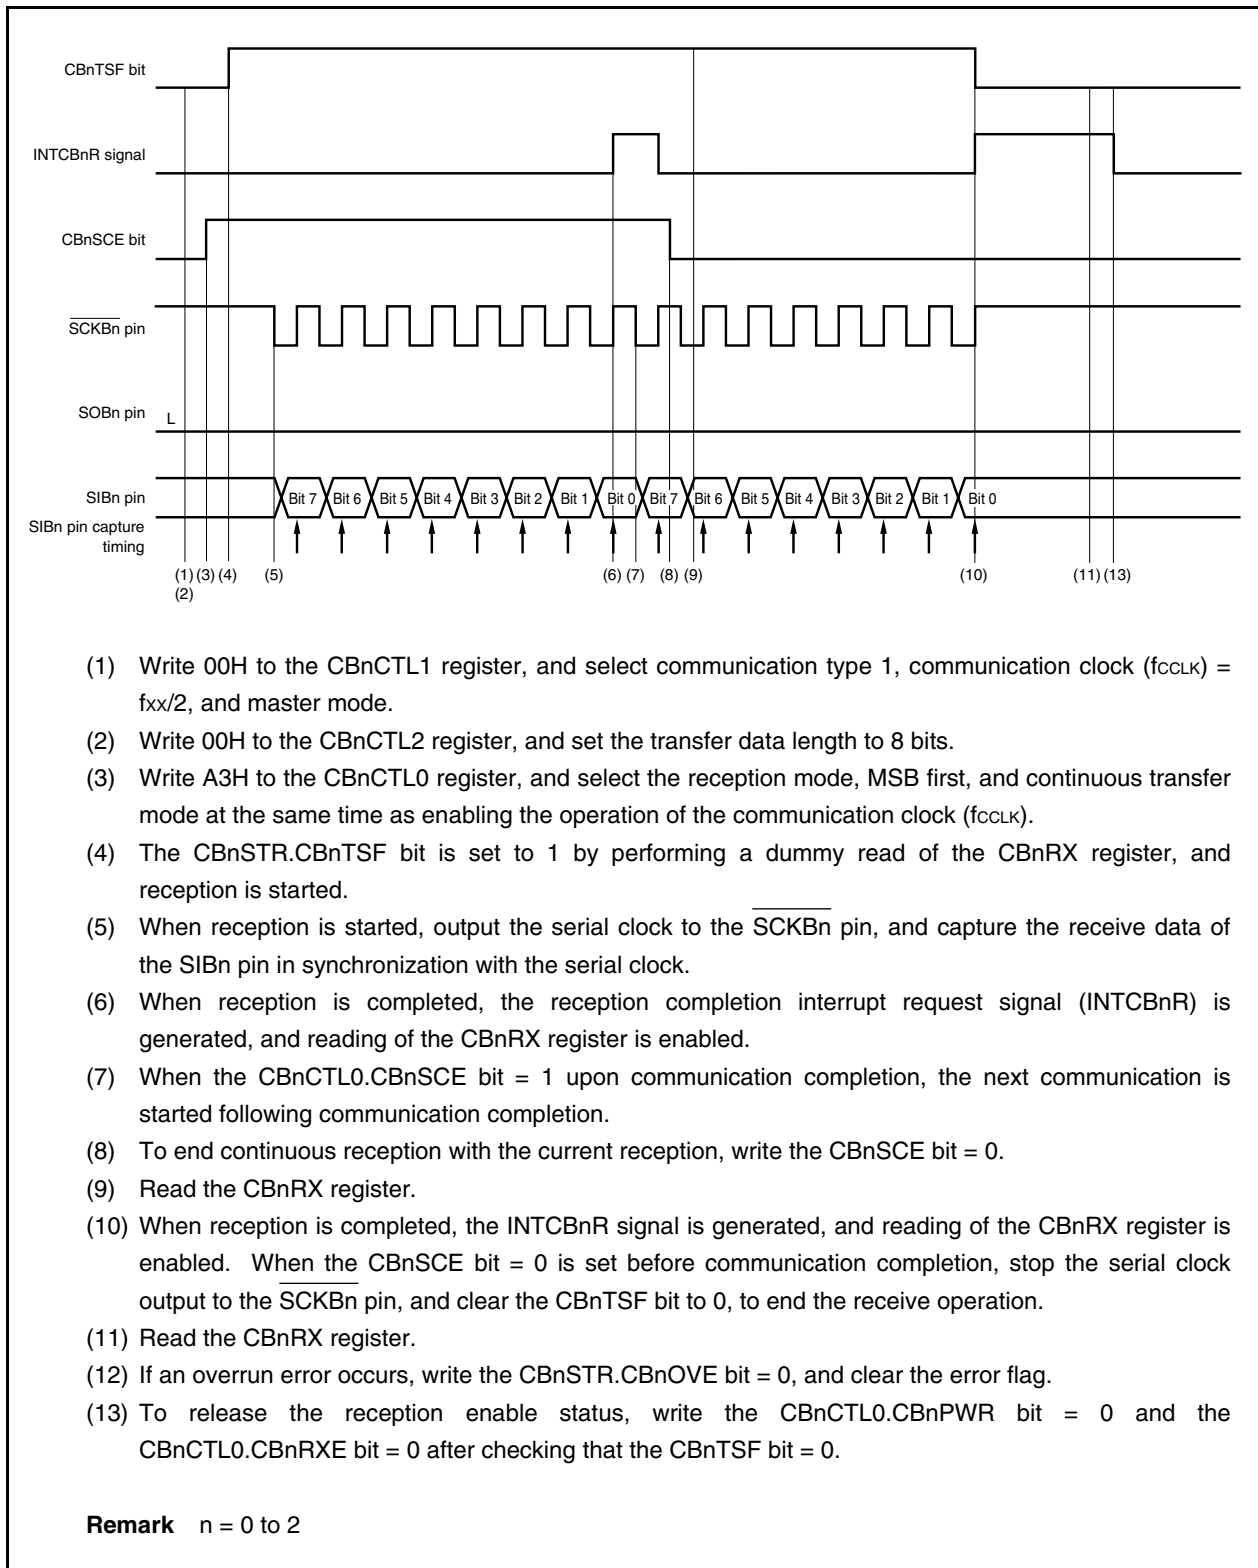 CBnTSF bit
INTCBnR signal
CBnSCE bit
SCKBn pin
SOBn pin L
SIBn pin Bit 7 Bit 6 Bit 5 Bit 4 Bit 3 Bit 2 Bit 1 Bit 0 Bit 7 Bit 6 Bit 5 Bit 4 Bit 3 Bit 2 Bit 1 Bit 0
SIBn pin capture
timing
(1) (3) (4) (5) (6) (7) (8) (9) (10) (11) (13)
(2)
(1) Write 00H to the CBnCTL1 register, and select communication type 1, communication clock (fCCLK) =
fxx/2, and master mode.
(2) Write 00H to the CBnCTL2 register, and set the transfer data length to 8 bits.
(3) Write A3H to the CBnCTL0 register, and select the reception mode, MSB first, and continuous transfer
mode at the same time as enabling the operation of the communication clock (fCCLK).
(4) The CBnSTR.CBnTSF bit is set to 1 by performing a dummy read of the CBnRX register, and
reception is started.
(5) When reception is started, output the serial clock to the SCKBn pin, and capture the receive data of
the SIBn pin in synchronization with the serial clock.
(6) When reception is completed, the reception completion interrupt request signal (INTCBnR) is
generated, and reading of the CBnRX register is enabled.
(7) When the CBnCTL0.CBnSCE bit = 1 upon communication completion, the next communication is
started following communication completion.
(8) To end continuous reception with the current reception, write the CBnSCE bit = 0.
(9) Read the CBnRX register.
(10) When reception is completed, the INTCBnR signal is generated, and reading of the CBnRX register is
enabled. When the CBnSCE bit = 0 is set before communication completion, stop the serial clock
output to the SCKBn pin, and clear the CBnTSF bit to 0, to end the receive operation.
(11) Read the CBnRX register.
(12) If an overrun error occurs, write the CBnSTR.CBnOVE bit = 0, and clear the error flag.
(13) To release the reception enable status, write the CBnCTL0.CBnPWR bit = 0 and the
CBnCTL0.CBnRXE bit = 0 after checking that the CBnTSF bit = 0.
Remark n = 0 to 2